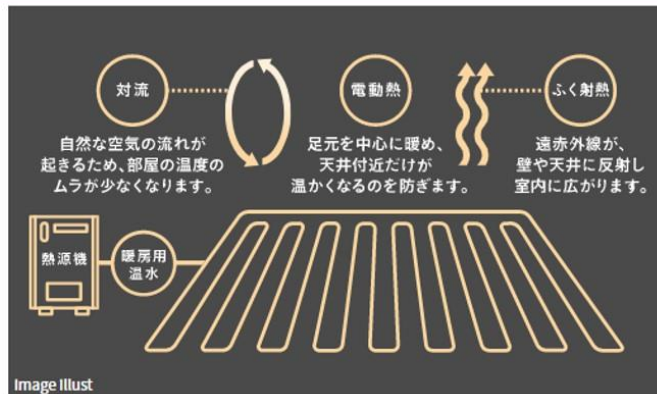 対流
自然な空気の流れが
起きるため、部屋の温度の
ムラが少なくなります。
電動熱
足元を中心に暖め、
天井付近だけが
温かくなるのを防ぎます。
ふく射熱
遠赤外線が、
壁や天井に反射し
室内に広がります。
熱源機
暖房用
温水
Image Illust